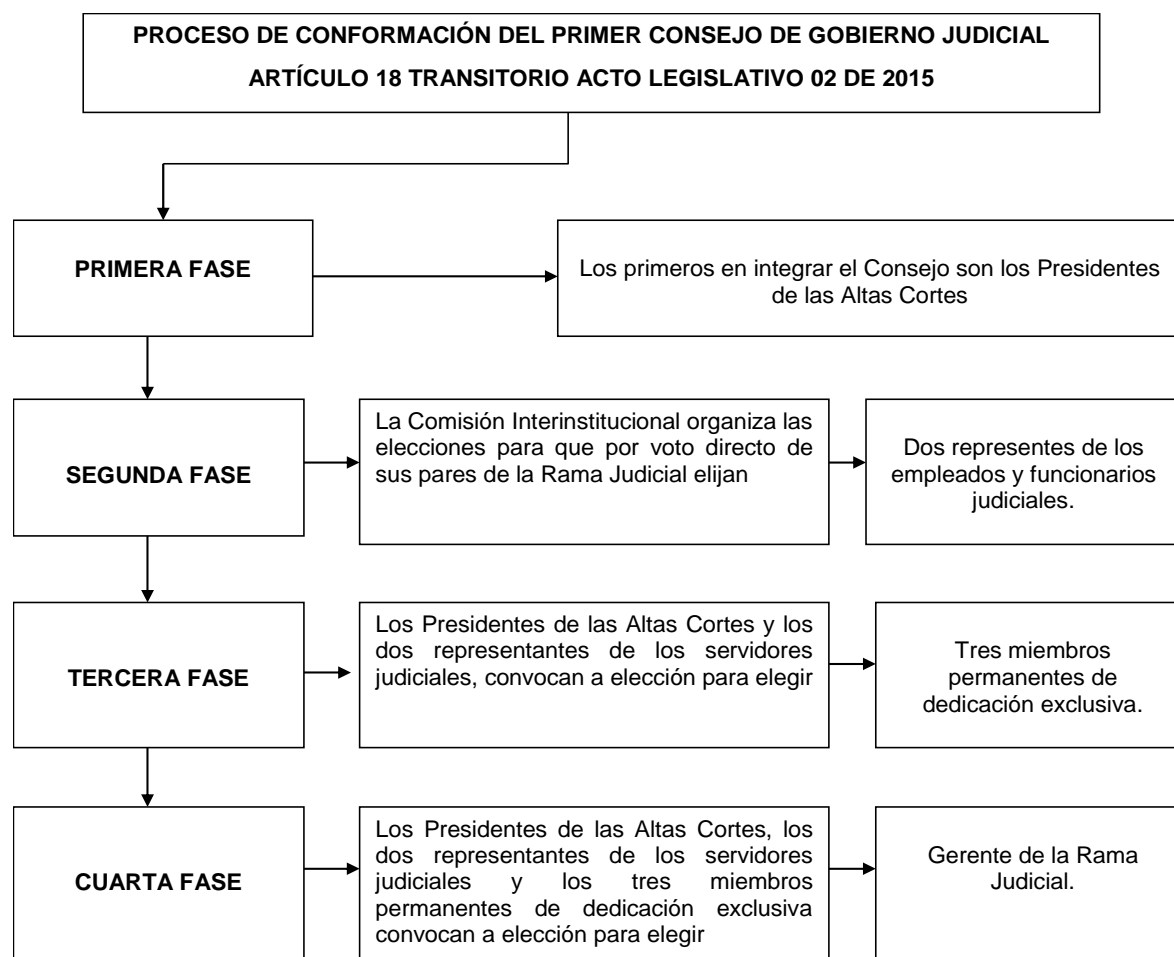 PROCESO DE CONFORMACIÓN DEL PRIMER CONSEJO DE GOBIERNO JUDICIAL
ARTÍCULO 18 TRANSITORIO ACTO LEGISLATIVO 02 DE 2015
PRIMERA FASE
Los primeros en integrar el Consejo son los Presidentes
de las Altas Cortes
SEGUNDA FASE
La Comisión Interinstitucional organiza las
elecciones para que por voto directo de
sus pares de la Rama Judicial elijan
Dos represententes de los
empleados y funcionarios
judiciales.
TERCERA FASE
Los Presidentes de las Altas Cortes y los
dos representantes de los servidores
judiciales, convocan a elección para elegir
Tres miembros
permanentes de
dedicación exclusiva.
CUARTA FASE
Los Presidentes de las Altas Cortes, los
dos representantes de los servidores
judiciales y los tres miembros
permanentes de dedicación exclusiva
convocan a elección para elegir
Gerente de la Rama
Judicial.